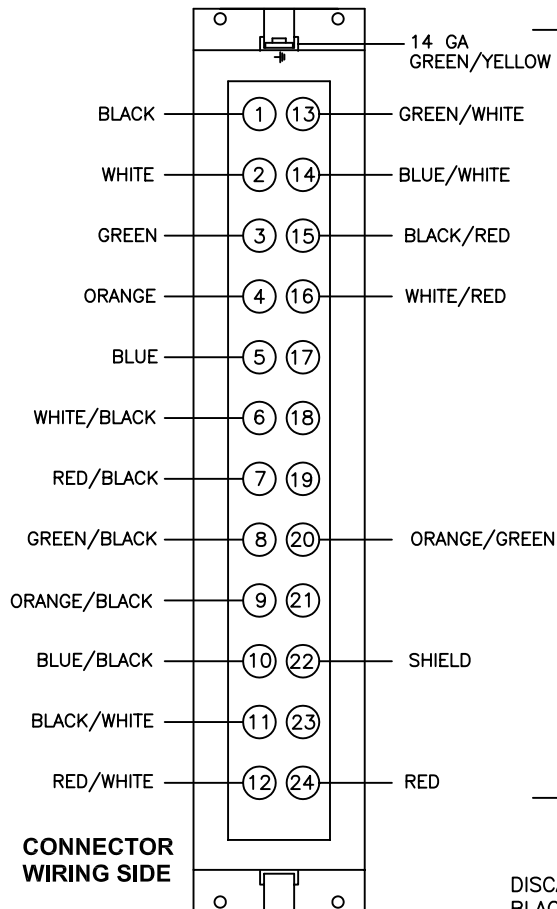 14 GA
GREEN/YELLOW
BLACK 1 13 GREEN/WHITE
WHITE 2 14 BLUE/WHITE
GREEN 3 15 BLACK/RED
ORANGE 4 16 WHITE/RED
BLUE 5 17
WHITE/BLACK 6 18
RED/BLACK 7 19
GREEN/BLACK 8 20 ORANGE/GREEN
ORANGE/BLACK 9 21
BLUE/BLACK 10 22 SHIELD
BLACK/WHITE 11 23
RED/WHITE 12 24 RED
CONNECTOR
WIRING SIDE